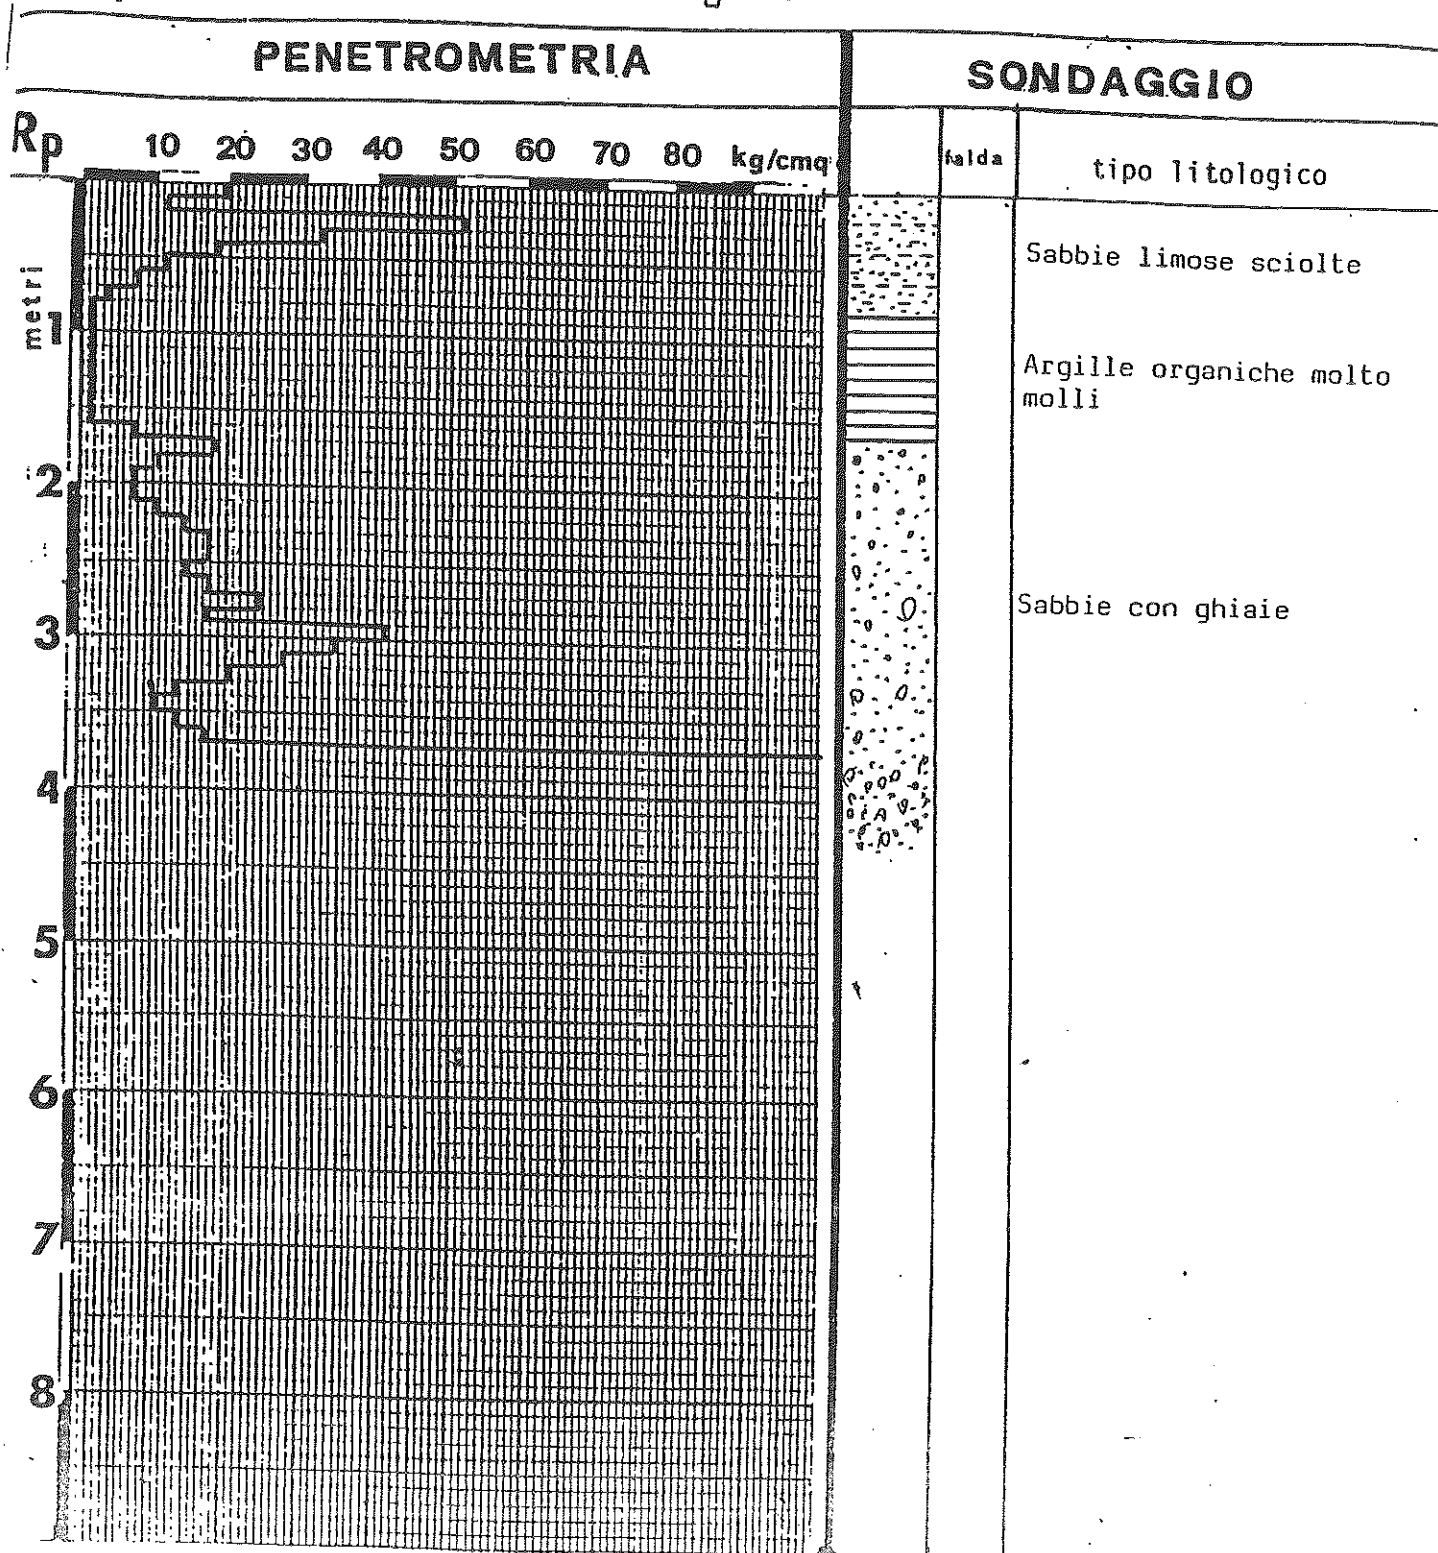 PENETROMETRIA
SONDAGGIO
Rp 10 20 30 40 50 60 70 80 kg/cmq
falda
tipo litologico
metri
Sabbie limose sciolte
1
Argille organiche molto
molli
2
Sabbie con ghiaie
3
4
5
6
7
8